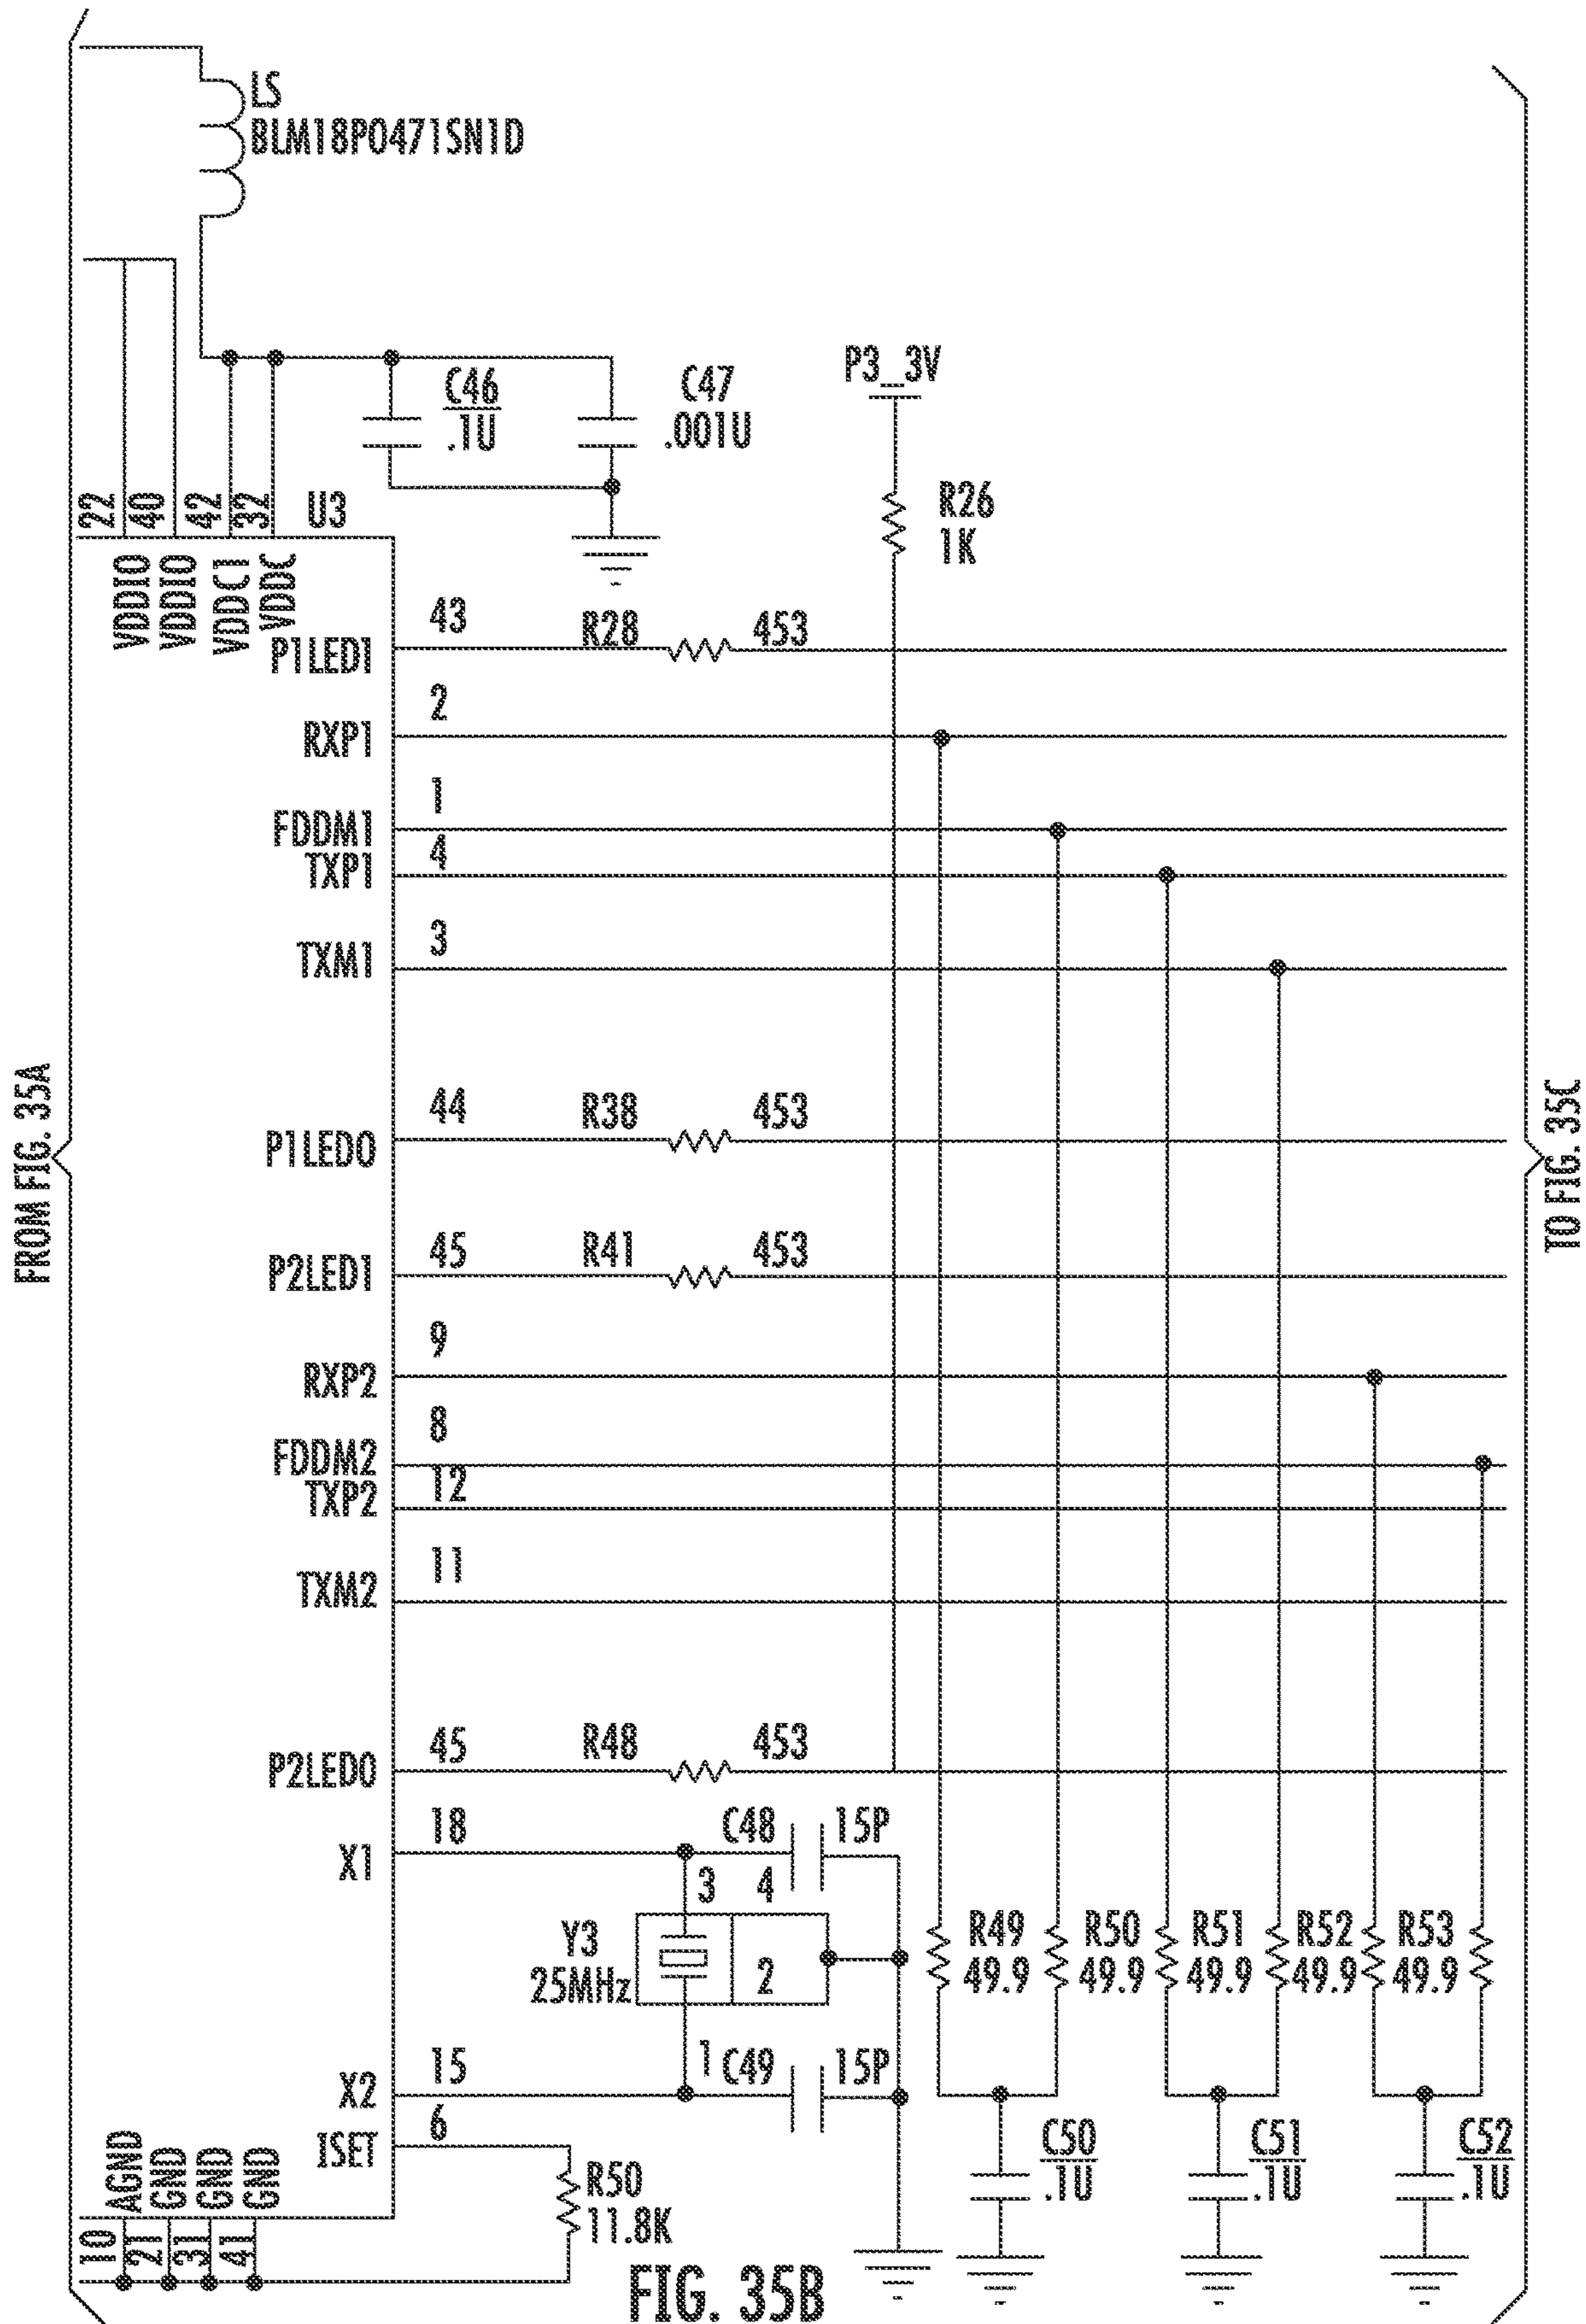 LS
BLM18PO471SN1D
P3_3V
C46
.1U
C47
.001U
22
40
42
32
U3
R26
1K
VDDIO
VDDIO
VDDC1
VDDC
P1LED1
43
R28
453
RXP1
2
FDDM1
1
TXP1
4
TXM1
3
FROM FIG. 35A
TO FIG. 35C
P1LED0
44
R38
453
P2LED1
45
R41
453
RXP2
9
FDDM2
8
TXP2
12
TXM2
11
P2LED0
45
R48
453
X1
18
C48
15P
3
4
Y3
25MHz
2
R49
49.9
R50
49.9
R51
49.9
R52
49.9
R53
49.9
X2
15
1
C49
15P
ISET
6
R50
11.8K
C50
.1U
C51
.1U
C52
.1U
AGND
GND
GND
GND
10
21
31
41
FIG. 35B